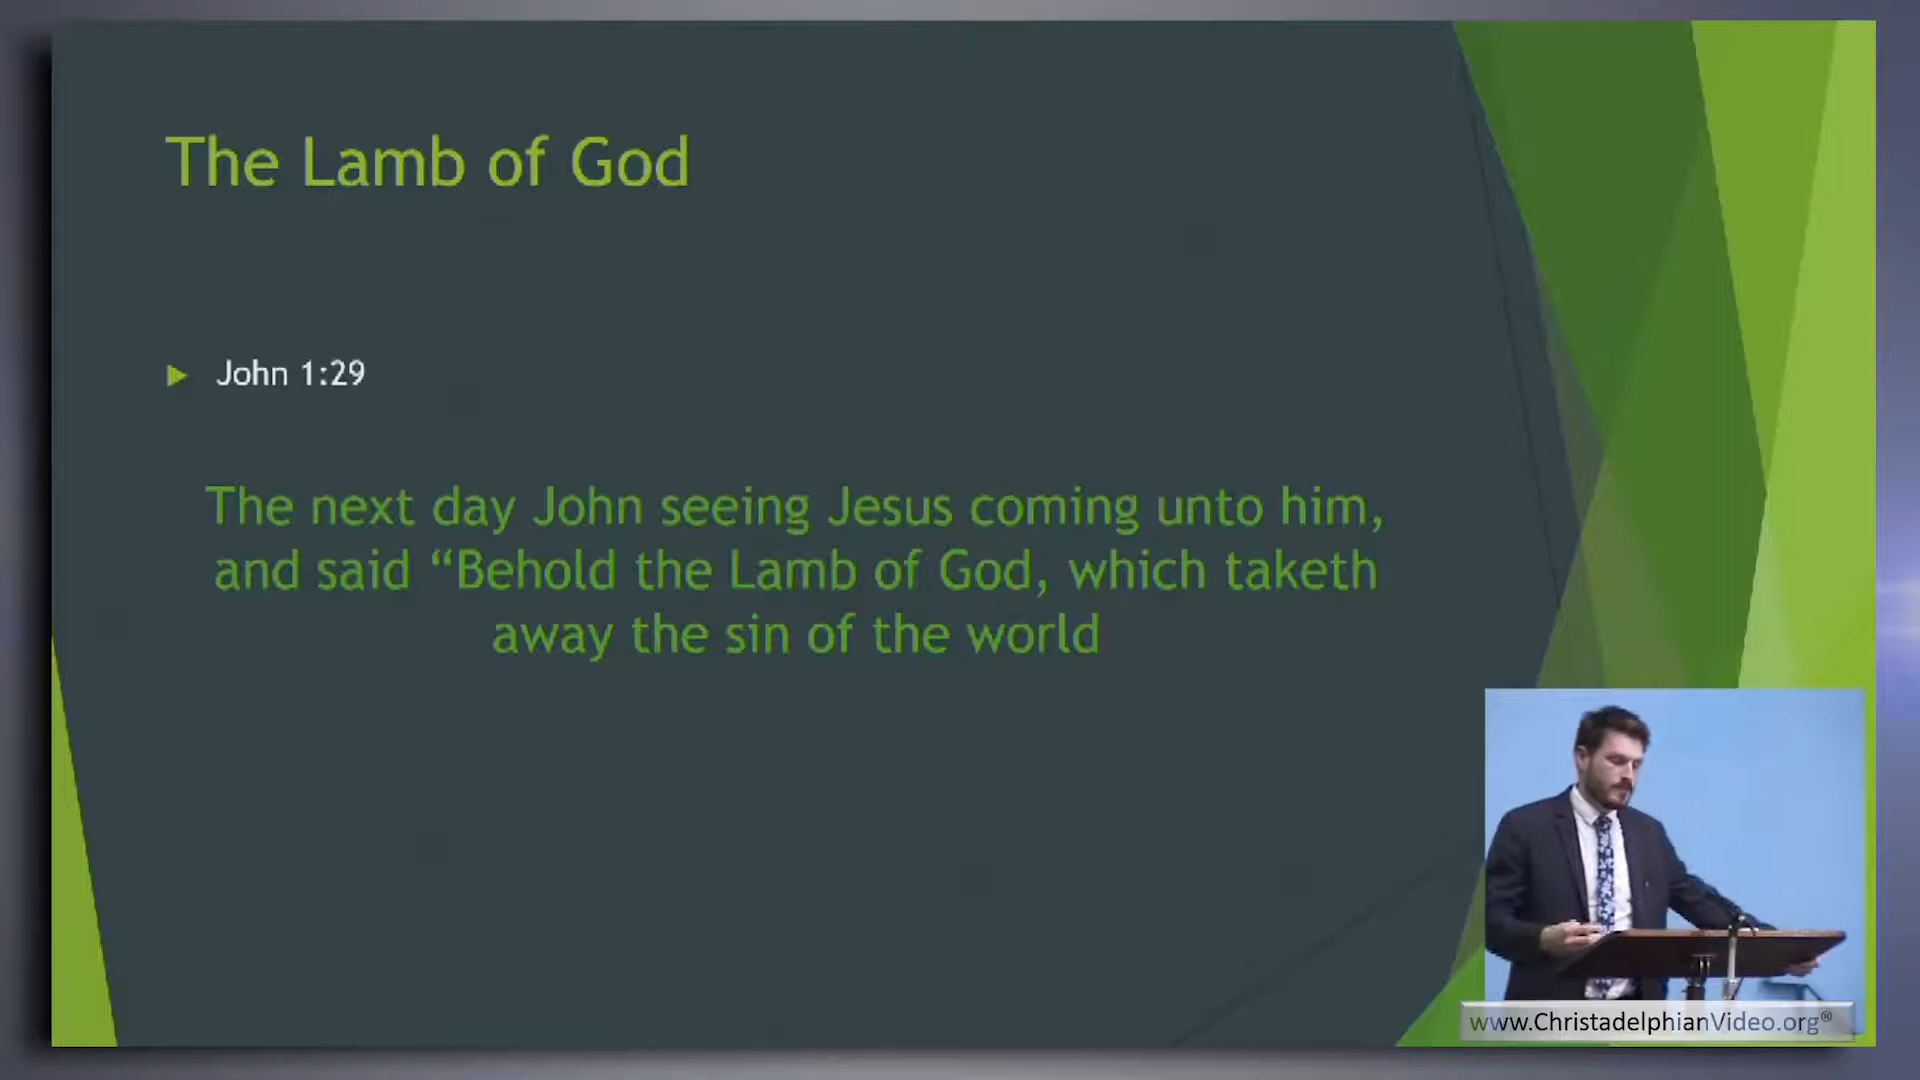 The Lamb of God
John 1:29
The next day John seeing Jesus coming unto him,
and said “Behold the Lamb of God, which taketh
away the sin of the world
www.ChristadelphianVideo.org®